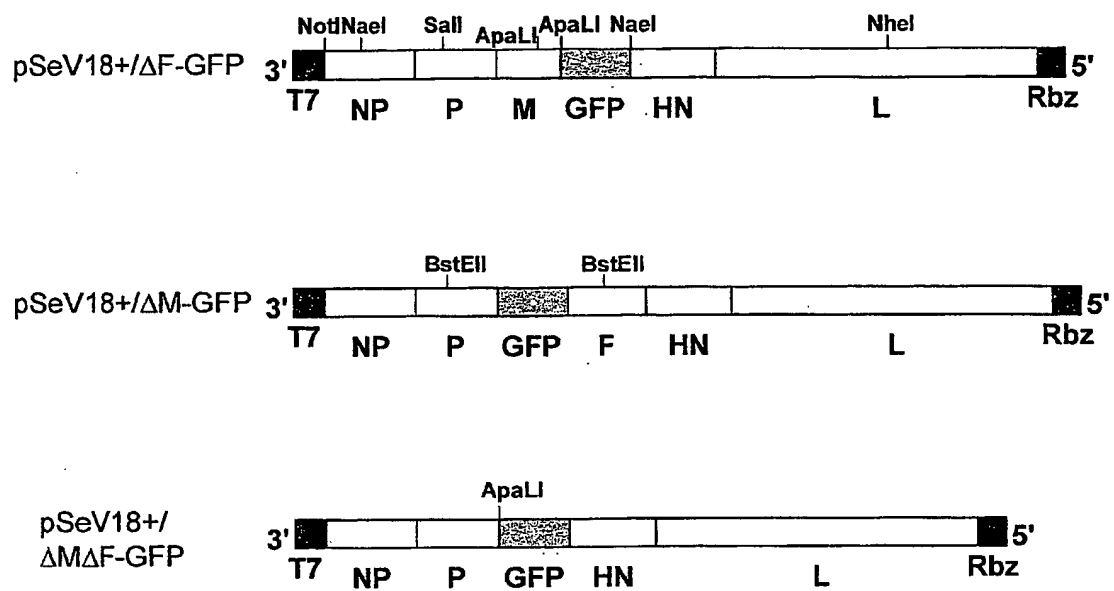 NotI NaeI SalI ApaLI ApaLI NaeI NheI
pSeV18+/ΔF-GFP 3' 5'
T7 NP P M GFP HN L Rbz
BstEII BstEII
pSeV18+/ΔM-GFP 3' 5'
T7 NP P GFP F HN L Rbz
ApaLI
pSeV18+/
ΔMΔF-GFP
3' 5'
T7 NP P GFP HN L Rbz